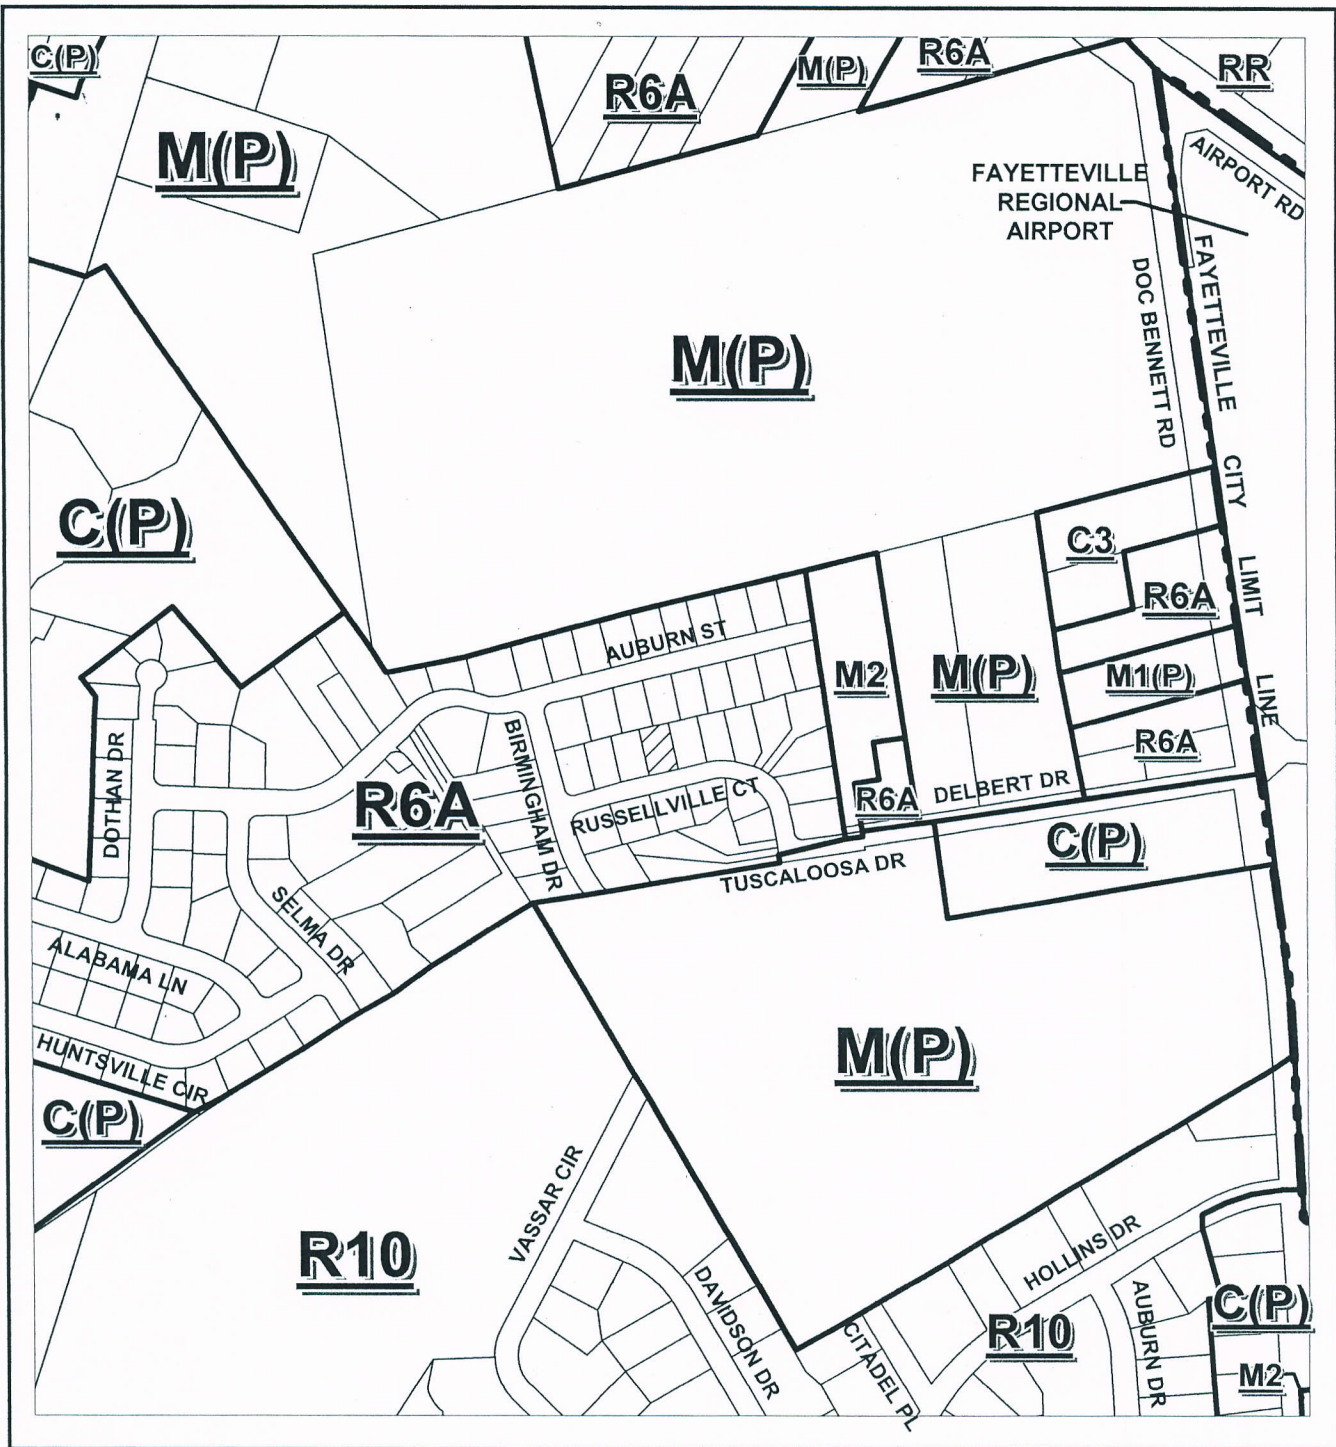 C(P)
R6A
M(P)
R6A
RR
M(P)
AIRPORT RD
FAYETTEVILLE
REGIONAL
AIRPORT
DOC BENNETT RD
FAYETTEVILLE CITY LIMIT LINE
M(P)
C(P)
C3
R6A
AUBURN ST
M2
M(P)
M1(P)
R6A
DOTHAN DR
BIRMINGHAM DR
R6A
RUSSELLVILLE CT
R6A
DELBERT DR
C(P)
TUSCALOOSA DR
SELMA DR
ALABAMA LN
HUNTSVILLE CIR
M(P)
C(P)
VASSAR CIR
R10
HOLLINS DR
DAVIDSON DR
CITADEL PL
R10
AUBURN DR
C(P)
M2